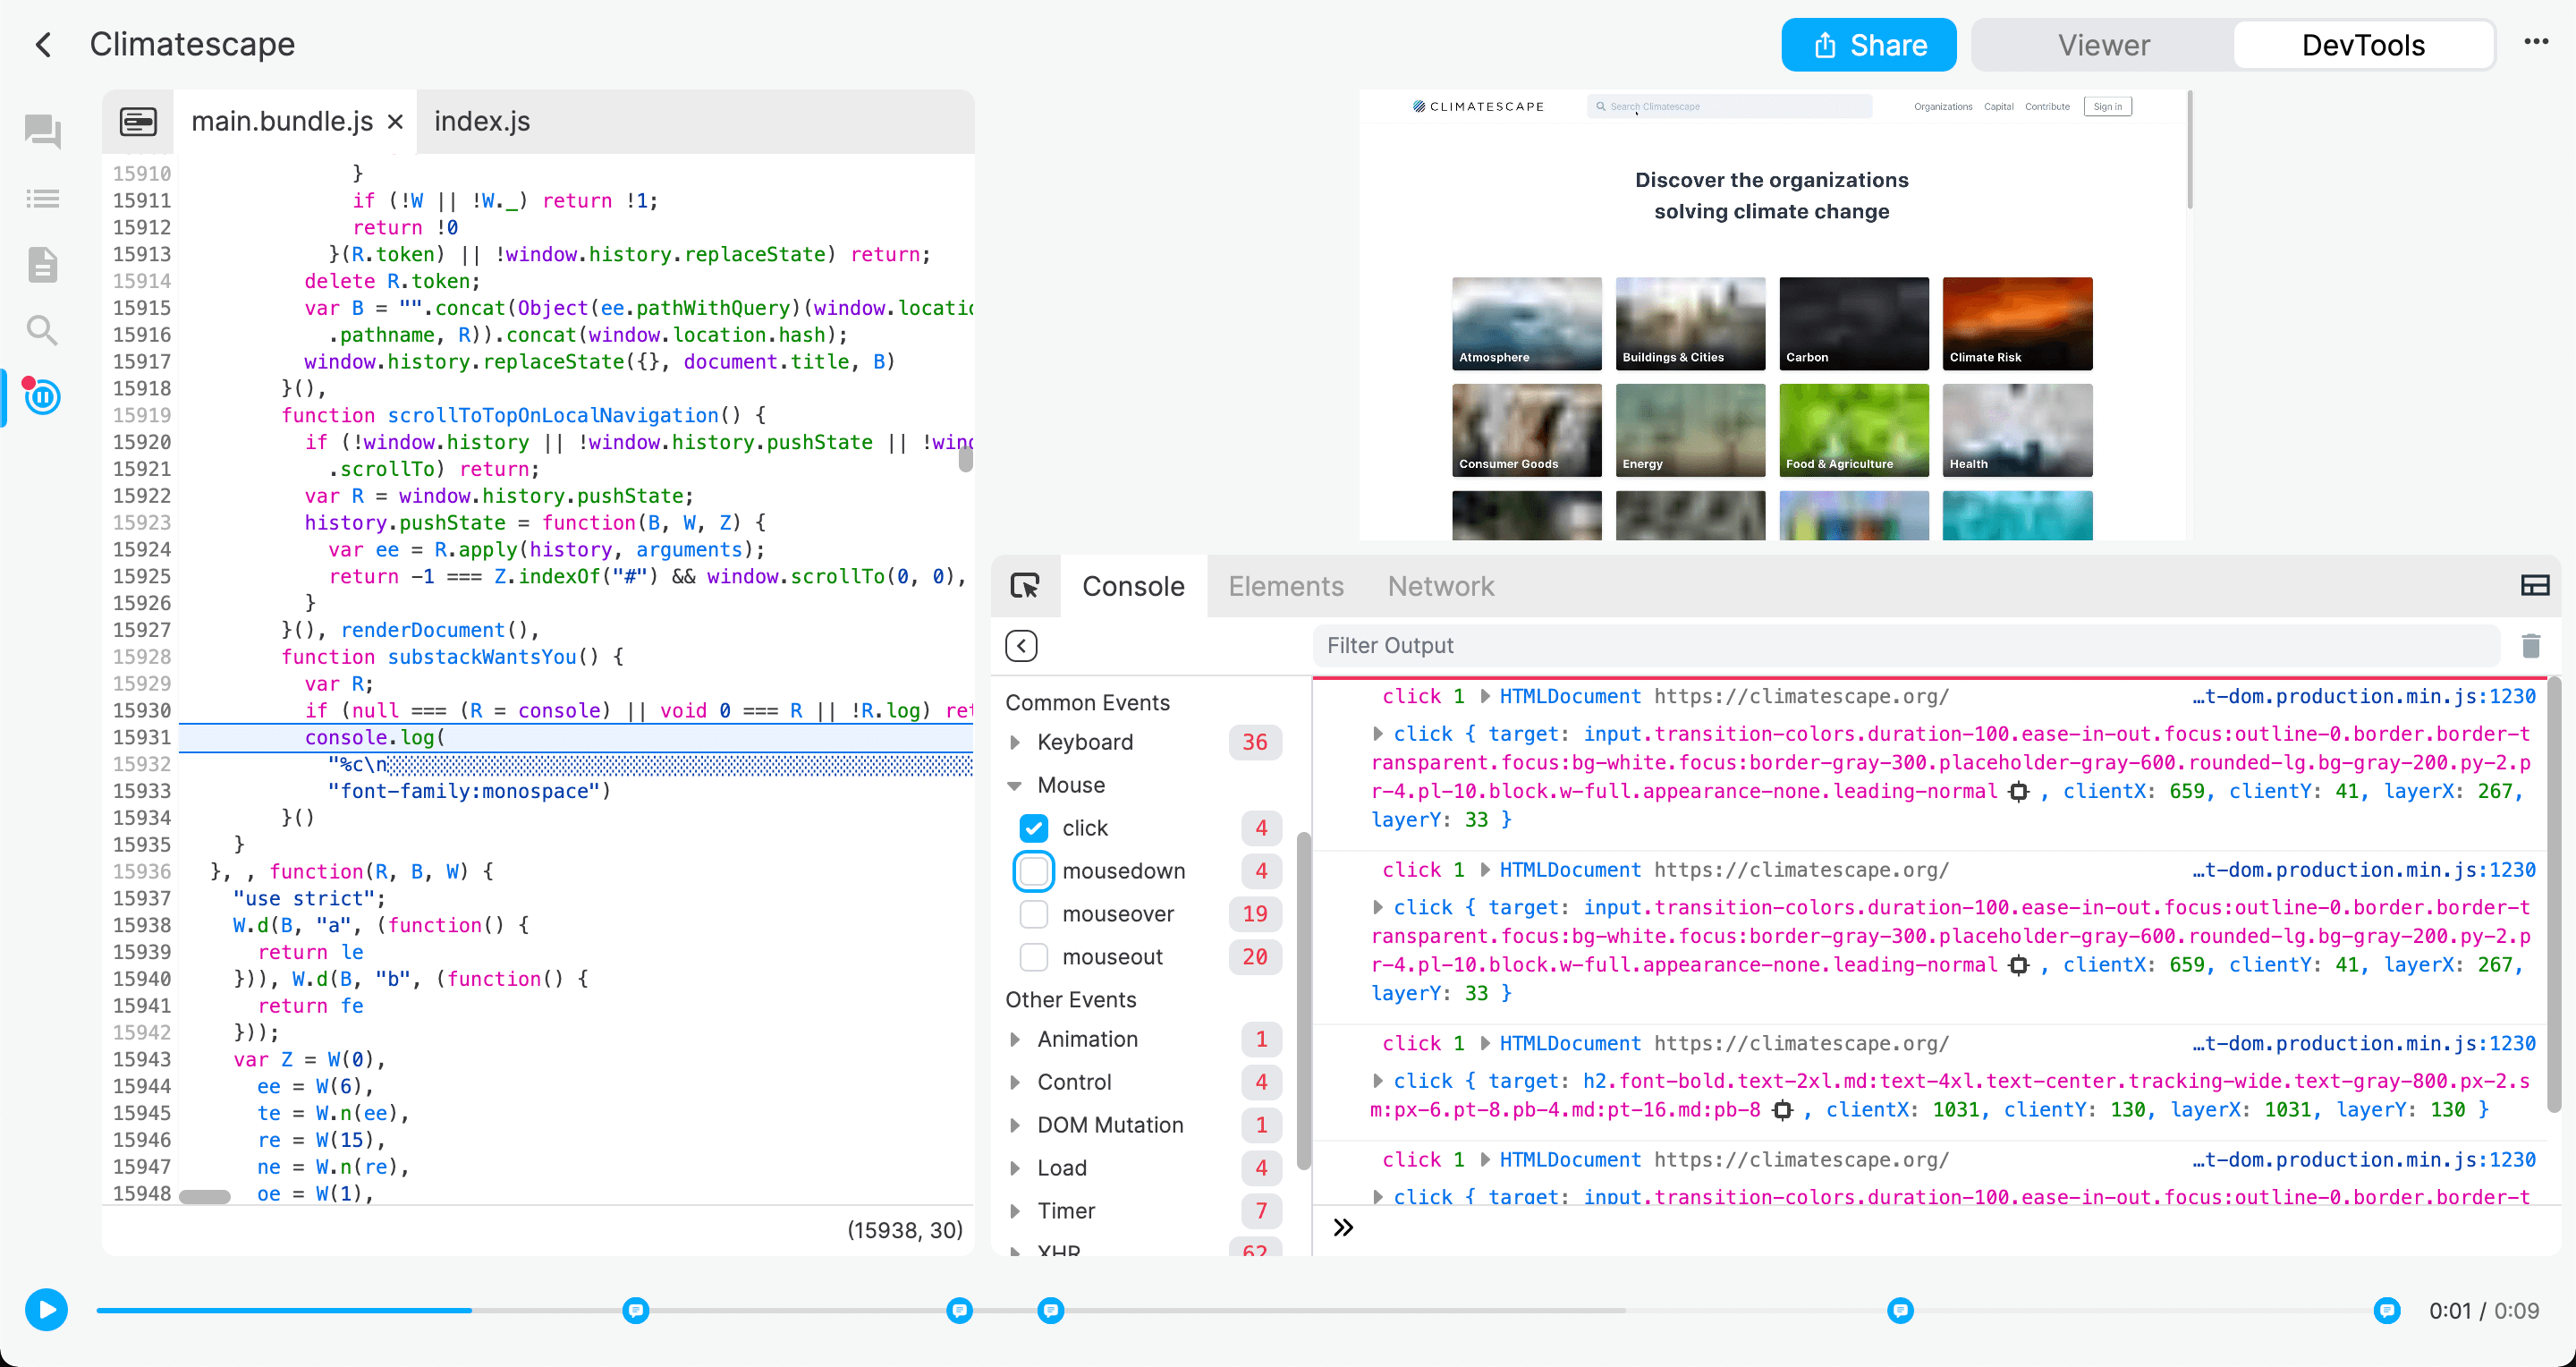 Climatescape
Share
Viewer
DevTools
main.bundle.js
index.js
15910 }
15911 if (!W || !W._) return !1;
15912 return !0
15913 }(R.token) || !window.history.replaceState) return;
15914 delete R.token;
15915 var B = "".concat(Object(ee.pathWithQuery)(window.locatio
15916 .pathname, R)).concat(window.location.hash);
15917 window.history.replaceState({}, document.title, B)
15918 }(),
15919 function scrollToTopOnLocalNavigation() {
15920 if (!window.history || !window.history.pushState || !wind
15921 .scrollTo) return;
15922 var R = window.history.pushState;
15923 history.pushState = function(B, W, Z) {
15924 var ee = R.apply(history, arguments);
15925 return -1 === Z.indexOf("#") && window.scrollTo(0, 0),
15926 }
15927 }(), renderDocument(),
15928 function substackWantsYou() {
15929 var R;
15930 if (null === (R = console) || void 0 === R || !R.log) ret
15931 console.log(
15932 "%c\n
15933 "font-family:monospace")
15934 }()
15935 }
15936 }, , function(R, B, W) {
15937 "use strict";
15938 W.d(B, "a", (function() {
15939 return le
15940 })), W.d(B, "b", (function() {
15941 return fe
15942 }));
15943 var Z = W(0),
15944 ee = W(6),
15945 te = W.n(ee),
15946 re = W(15),
15947 ne = W.n(re),
15948 oe = W(1),
(15938, 30)
CLIMATESCAPE
Search Climatescape
Organizations
Capital
Contribute
Sign in
Discover the organizations
solving climate change
Atmosphere
Buildings & Cities
Carbon
Climate Risk
Consumer Goods
Energy
Food & Agriculture
Health
Console
Elements
Network
Filter Output
Common Events
Keyboard 36
Mouse
click 4
mousedown 4
mouseover 19
mouseout 20
Other Events
Animation 1
Control 4
DOM Mutation 1
Load 4
Timer 7
XHR 62
click 1 HTMLDocument https://climatescape.org/ …t-dom.production.min.js:1230
click { target: input.transition-colors.duration-100.ease-in-out.focus:outline-0.border.border-t
ransparent.focus:bg-white.focus:border-gray-300.placeholder-gray-600.rounded-lg.bg-gray-200.py-2.p
r-4.pl-10.block.w-full.appearance-none.leading-normal , clientX: 659, clientY: 41, layerX: 267,
layerY: 33 }
click 1 HTMLDocument https://climatescape.org/ …t-dom.production.min.js:1230
click { target: input.transition-colors.duration-100.ease-in-out.focus:outline-0.border.border-t
ransparent.focus:bg-white.focus:border-gray-300.placeholder-gray-600.rounded-lg.bg-gray-200.py-2.p
r-4.pl-10.block.w-full.appearance-none.leading-normal , clientX: 659, clientY: 41, layerX: 267,
layerY: 33 }
click 1 HTMLDocument https://climatescape.org/ …t-dom.production.min.js:1230
click { target: h2.font-bold.text-2xl.md:text-4xl.text-center.tracking-wide.text-gray-800.px-2.s
m:px-6.pt-8.pb-4.md:pt-16.md:pb-8 , clientX: 1031, clientY: 130, layerX: 1031, layerY: 130 }
click 1 HTMLDocument https://climatescape.org/ …t-dom.production.min.js:1230
click { target: input.transition-colors.duration-100.ease-in-out.focus:outline-0.border.border-t
0:01 / 0:09